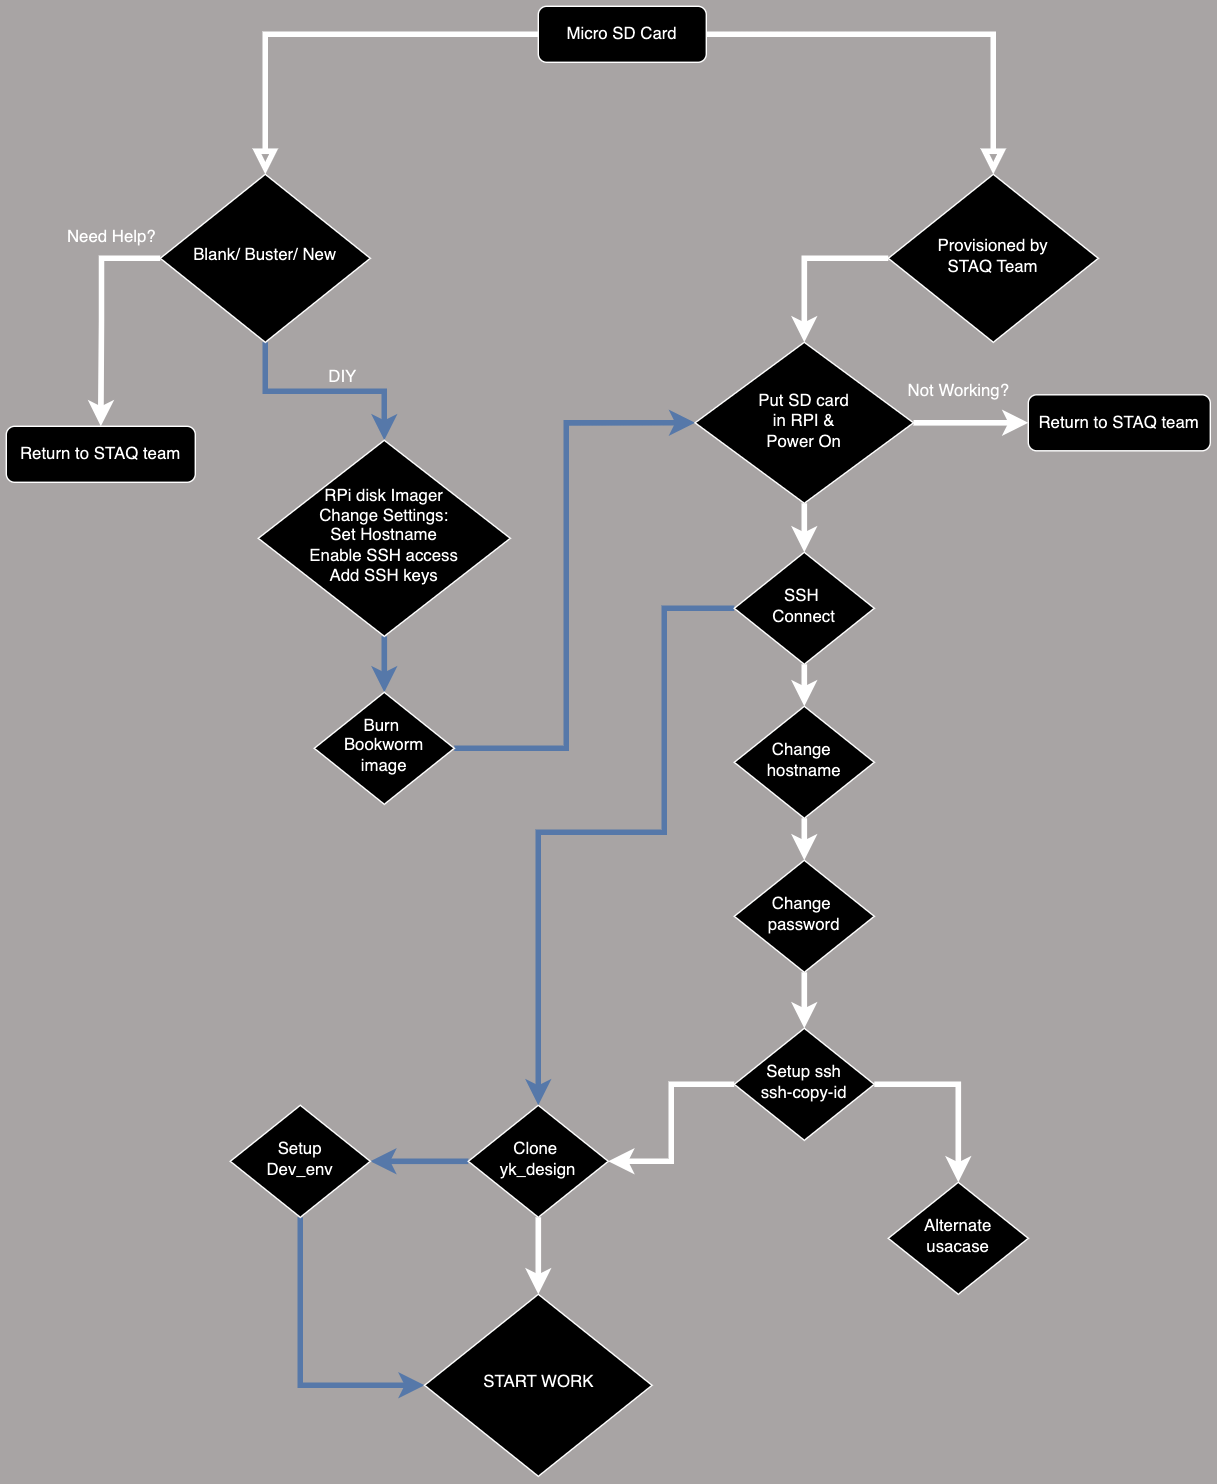 Micro SD Card
Need Help?
Blank/ Buster/ New
Provisioned by
STAQ Team
DIY
Not Working?
Put SD card
in RPI &
Power On
Return to STAQ team
Return to STAQ team
RPi disk Imager
Change Settings:
Set Hostname
Enable SSH access
Add SSH keys
SSH
Connect
Burn
Bookworm
image
Change
hostname
Change
password
Setup ssh
ssh-copy-id
Setup
Dev_env
Clone
yk_design
Alternate
usacase
START WORK